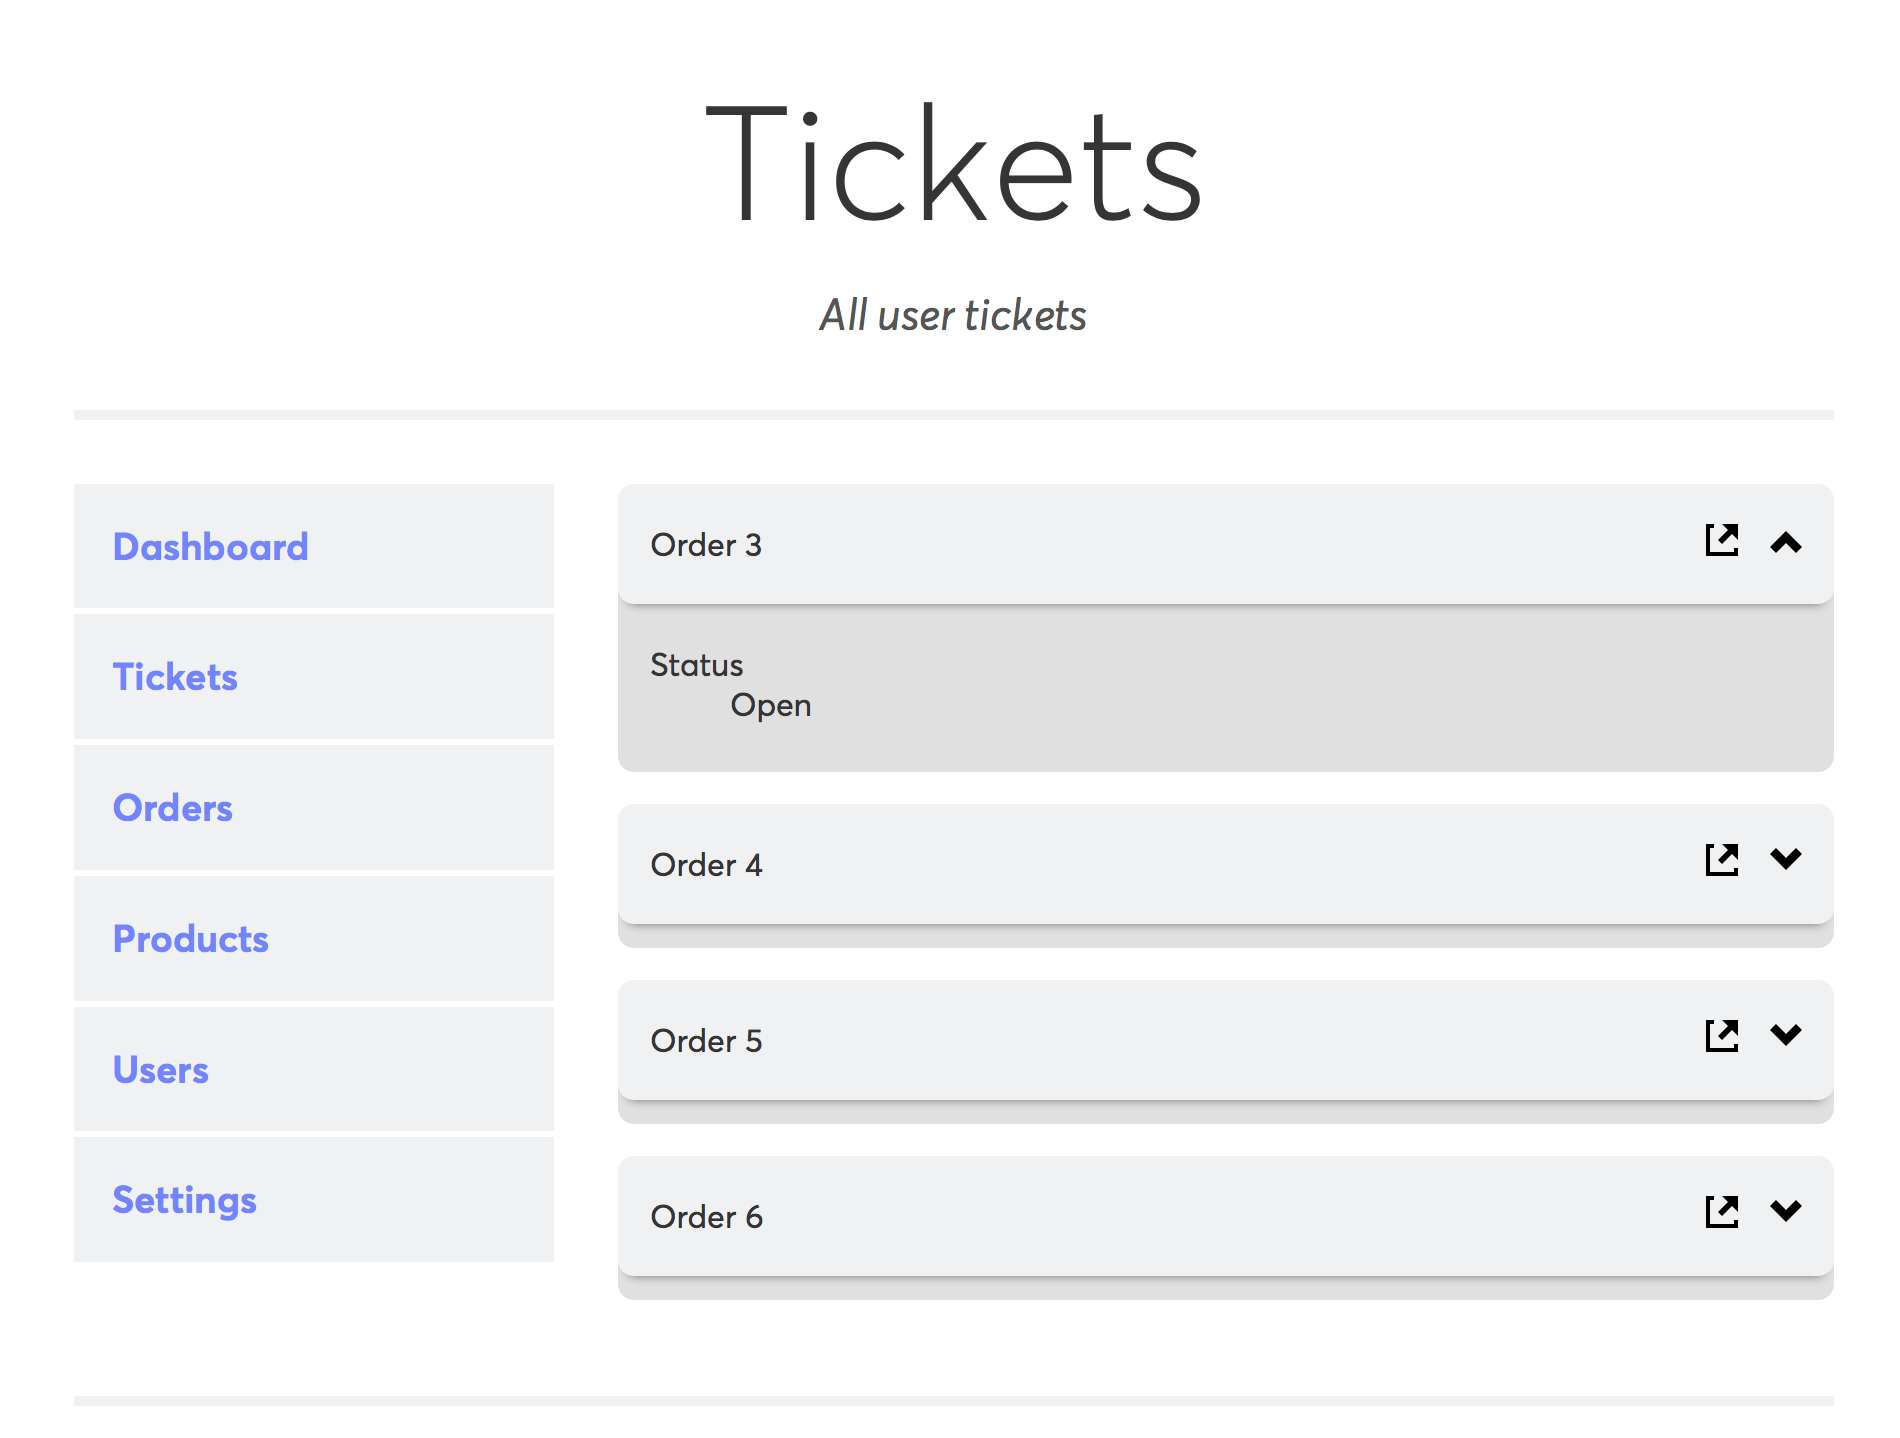 Tickets
All user tickets
Dashboard
Tickets
Orders
Products
Users
Settings
Order 3
Status
Open
Order 4
Order 5
Order 6